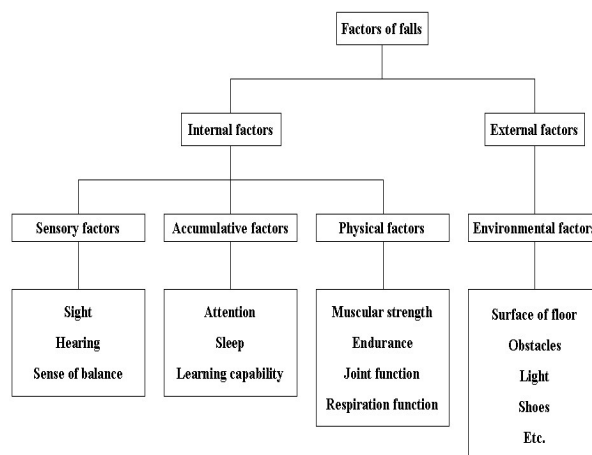 Factors of falls
Internal factors
External factors
Sensory factors
Accumulative factors
Physical factors
Environmental factors
Sight
Hearing
Sense of balance
Attention
Sleep
Learning capability
Muscular strength
Endurance
Joint function
Respiration function
Surface of floor
Obstacles
Light
Shoes
Etc.